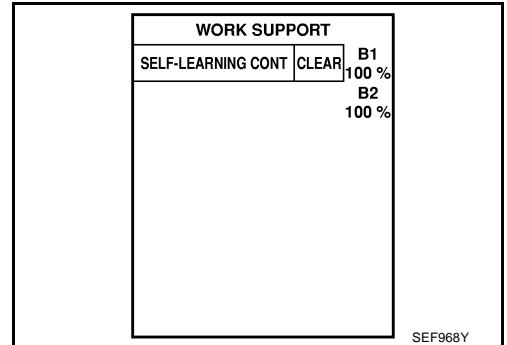 WORK SUPPORT
SELF-LEARNING CONT CLEAR B1
100 %
B2
100 %
SEF968Y